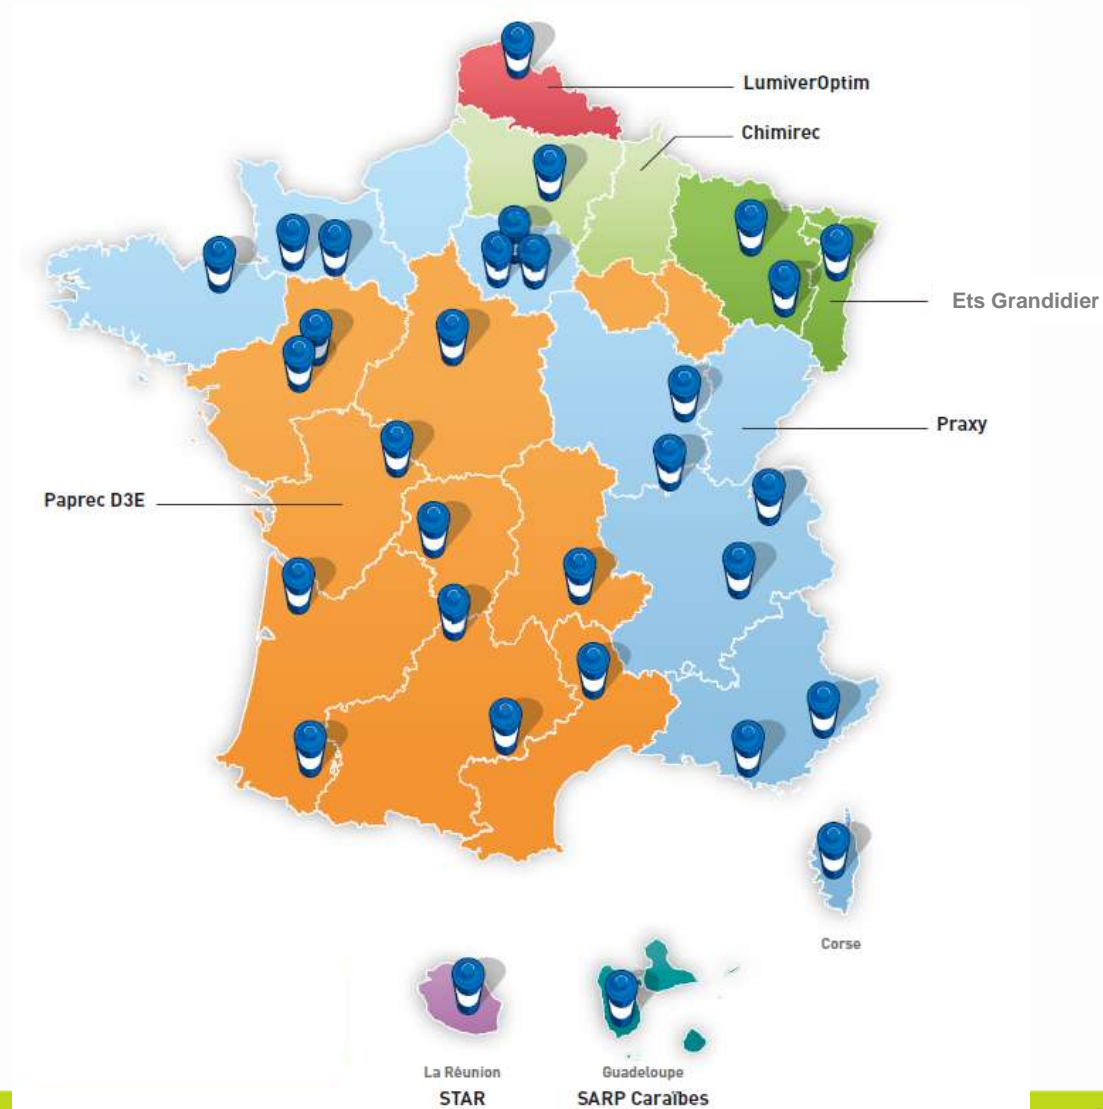 LumiverOptim
Chimirec
Ets Grandidier
Praxy
Paprec D3E
Corse
La Réunion
STAR
Guadeloupe
SARP Caraïbes